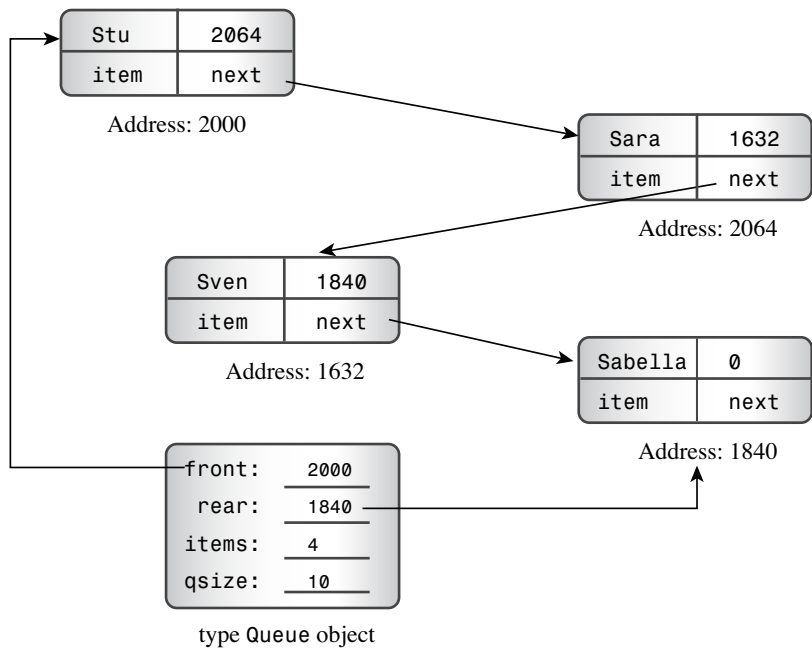 Stu 2064
item next
Address: 2000
Sara 1632
item next
Address: 2064
Sven 1840
item next
Address: 1632
Sabella 0
item next
Address: 1840
front: 2000
rear: 1840
items: 4
qsize: 10
type Queue object